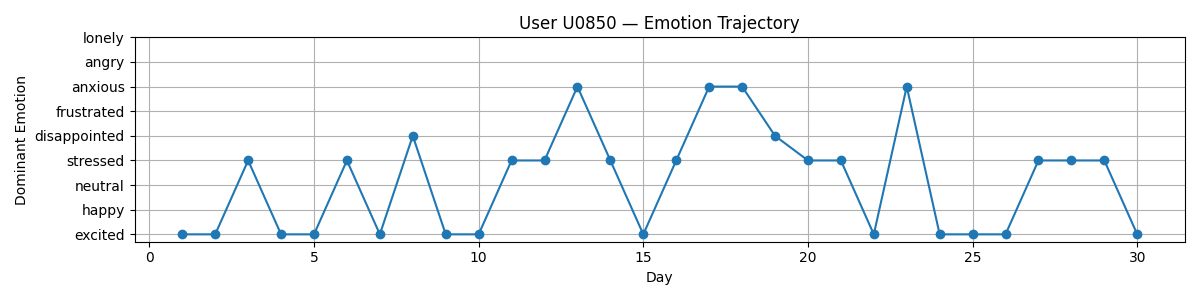 User U0850 — Emotion Trajectory
Dominant Emotion
lonely
angry
anxious
frustrated
disappointed
stressed
neutral
happy
excited
0 5 10 15 20 25 30
Day